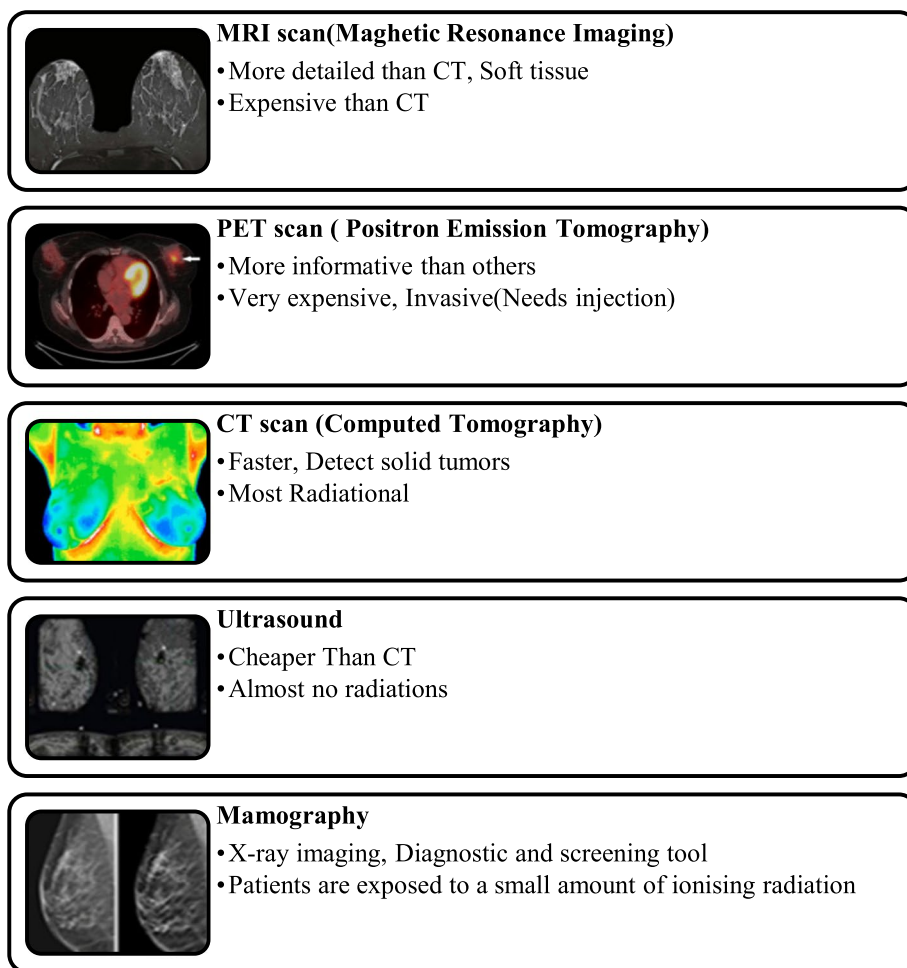 MRI scan(Maghetic Resonance Imaging)
•More detailed than CT, Soft tissue
•Expensive than CT
PET scan ( Positron Emission Tomography)
•More informative than others
•Very expensive, Invasive(Needs injection)
CT scan (Computed Tomography)
•Faster, Detect solid tumors
•Most Radiational
Ultrasound
•Cheaper Than CT
•Almost no radiations
Mamography
•X-ray imaging, Diagnostic and screening tool
•Patients are exposed to a small amount of ionising radiation